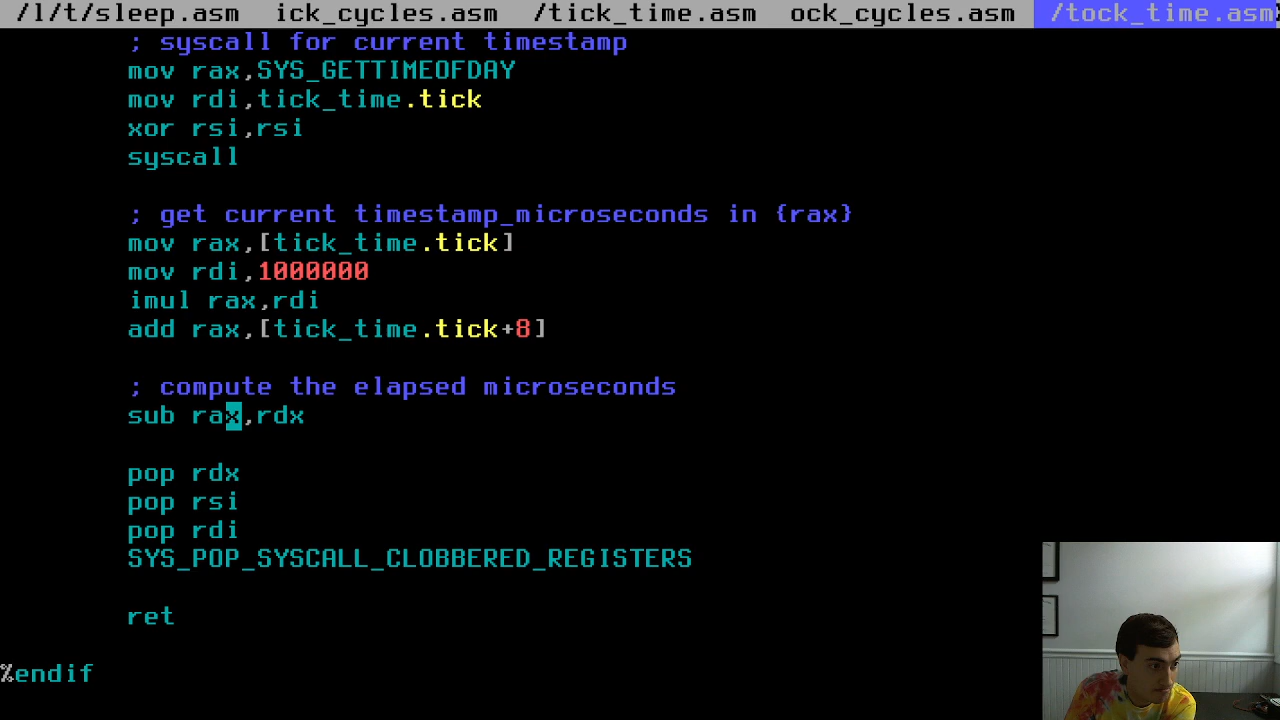 /l/t/sleep.asm ick_cycles.asm /tick_time.asm ock_cycles.asm /tock_time.asm
; syscall for current timestamp
mov rax,SYS_GETTIMEOFDAY
mov rdi,tick_time.tick
xor rsi,rsi
syscall
; get current timestamp_microseconds in {rax}
mov rax,[tick_time.tick]
mov rdi,1000000
imul rax,rdi
add rax,[tick_time.tick+8]
; compute the elapsed microseconds
sub rax,rdx
pop rdx
pop rsi
pop rdi
SYS_POP_SYSCALL_CLOBBERED_REGISTERS
ret
%endif